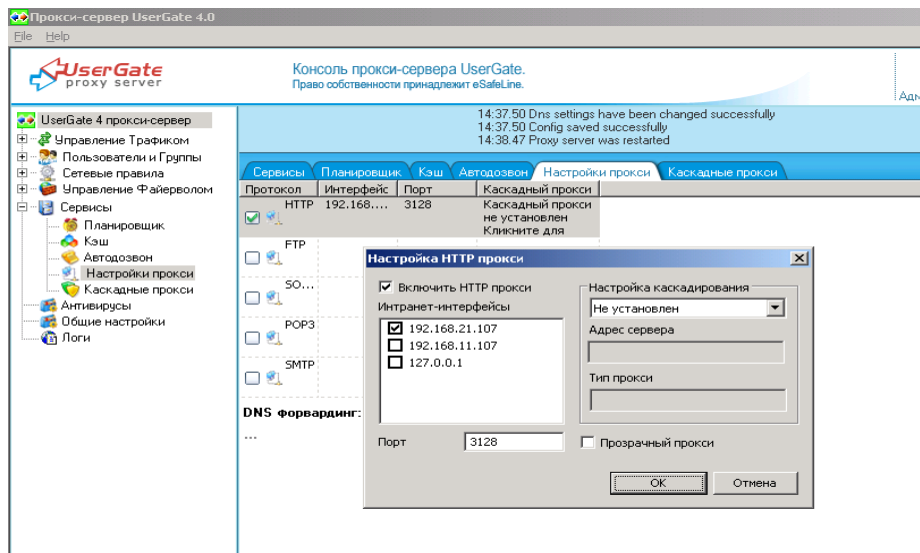 Прокси-сервер UserGate 4.0
File Help
UserGate
proxy server
Консоль прокси-сервера UserGate.
Право собственности принадлежит eSafeLine.
14:37.50 Dns settings have been changed successfully
14:37.50 Config saved successfully
14:38.47 Proxy server was restarted
UserGate 4 прокси-сервер
Управление Трафиком
Пользователи и Группы
Сетевые правила
Управление Файерволом
Сервисы
Планировщик
Кэш
Автодозвон
Настройки прокси
Каскадные прокси
Антивирусы
Общие настройки
Логи
Сервисы Планировщик Кэш Автодозвон Настройки прокси Каскадные прокси
Протокол Интерфейс Порт Каскадный прокси
HTTP 192.168.... 3128 Каскадный прокси
не установлен
Кликните для
FTP
SO...
POP3
SMTP
DNS форвардинг:
...
Настройка HTTP прокси
Включить HTTP прокси
Интранет-интерфейсы
192.168.21.107
192.168.11.107
127.0.0.1
Порт 3128
Настройка каскадирования
Не установлен
Адрес сервера
Тип прокси
Прозрачный прокси
OK Отмена